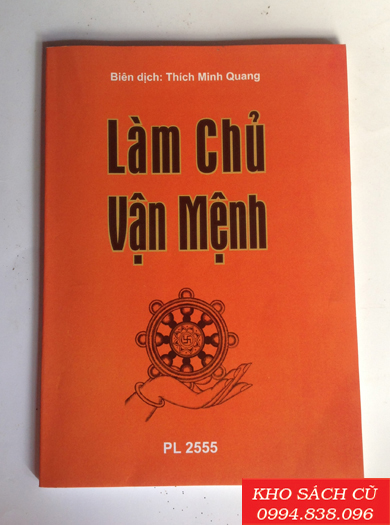 Biên dịch: Thích Minh Quang
Làm Chủ
Vận Mệnh
PL 2555
KHO SÁCH CŨ
0994.838.096